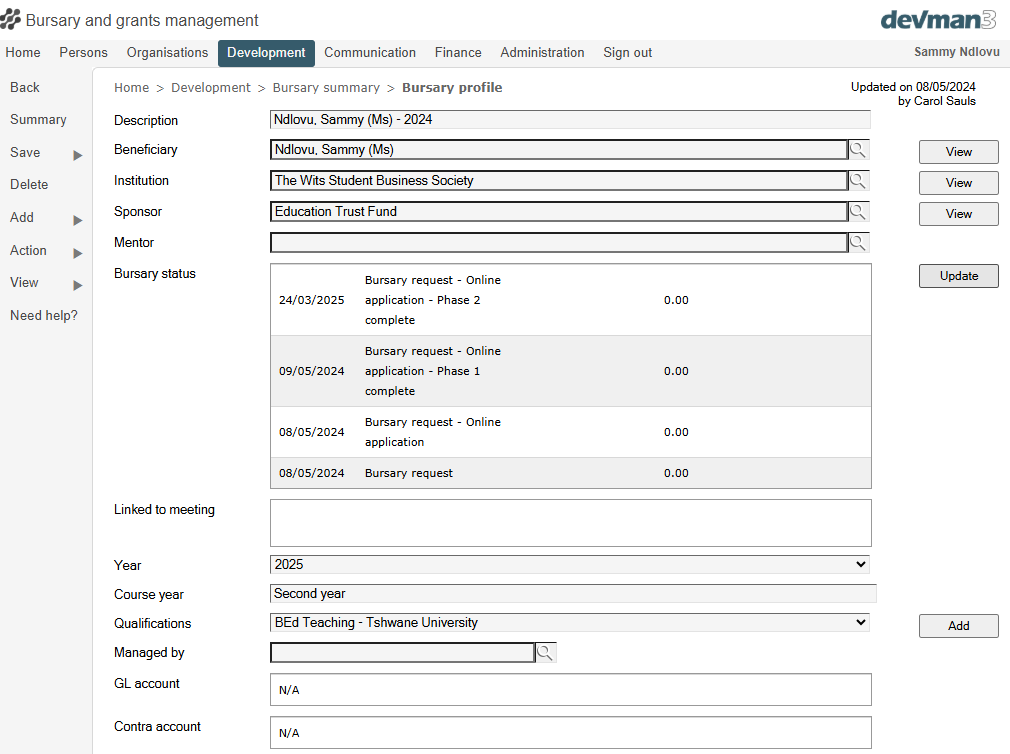 Bursary and grants management
devman3
Home Persons Organisations Development Communication Finance Administration Sign out Sammy Ndlovu
Back
Summary
Save
Delete
Add
Action
View
Need help?
Home > Development > Bursary summary > Bursary profile
Updated on 08/05/2024
by Carol Sauls
Description Ndlovu, Sammy (Ms) - 2024
Beneficiary Ndlovu, Sammy (Ms) View
Institution The Wits Student Business Society View
Sponsor Education Trust Fund View
Mentor
Bursary status Update
24/03/2025 Bursary request - Online application - Phase 2 complete 0.00
09/05/2024 Bursary request - Online application - Phase 1 complete 0.00
08/05/2024 Bursary request - Online application 0.00
08/05/2024 Bursary request 0.00
Linked to meeting
Year 2025
Course year Second year
Qualifications BEd Teaching - Tshwane University Add
Managed by
GL account N/A
Contra account N/A